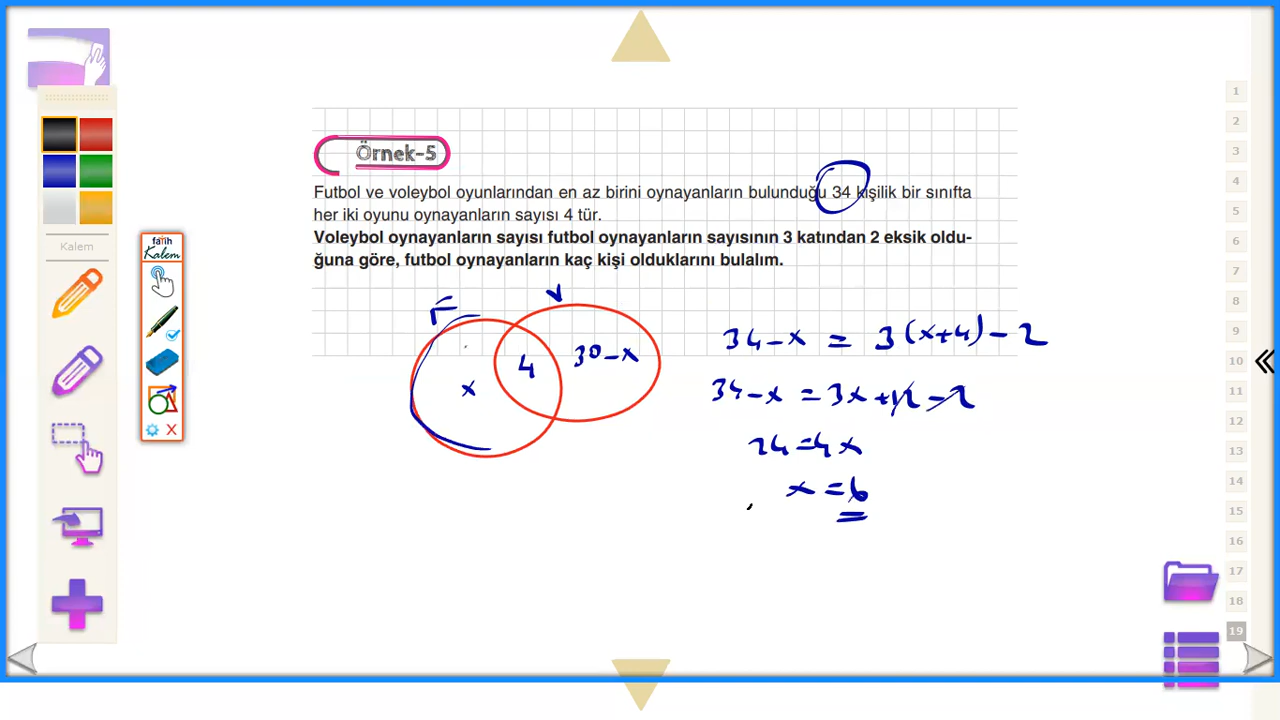 Örnek-5
Futbol ve voleybol oyunlarından en az birini oynayanların bulunduğu 34 kişilik bir sınıfta
her iki oyunu oynayanların sayısı 4 tür.
Voleybol oynayanların sayısı futbol oynayanların sayısının 3 katından 2 eksik oldu-
ğuna göre, futbol oynayanların kaç kişi olduklarını bulalım.
F V
x 4 30-x
34-x = 3(x+4)-2
34-x = 3x+12-2
24=4x
x=6
Kalem
fatih
Kalem
1
2
3
4
5
6
7
8
9
10
11
12
13
14
15
16
17
18
19